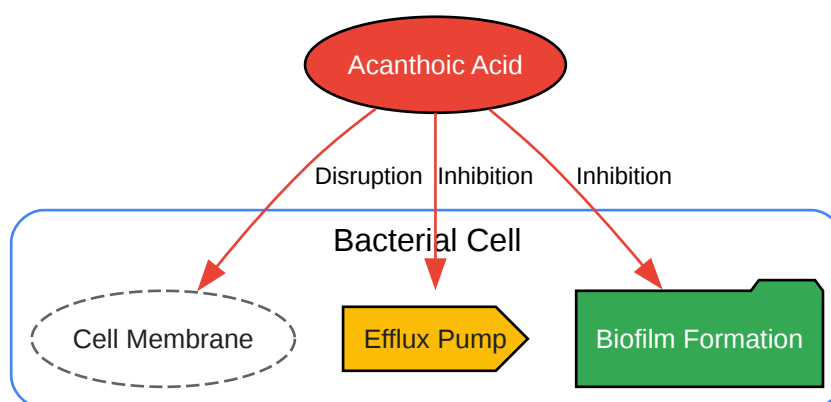 Acanthoic Acid
Disruption
Inhibition
Inhibition
Bacterial Cell
Cell Membrane
Efflux Pump
Biofilm Formation